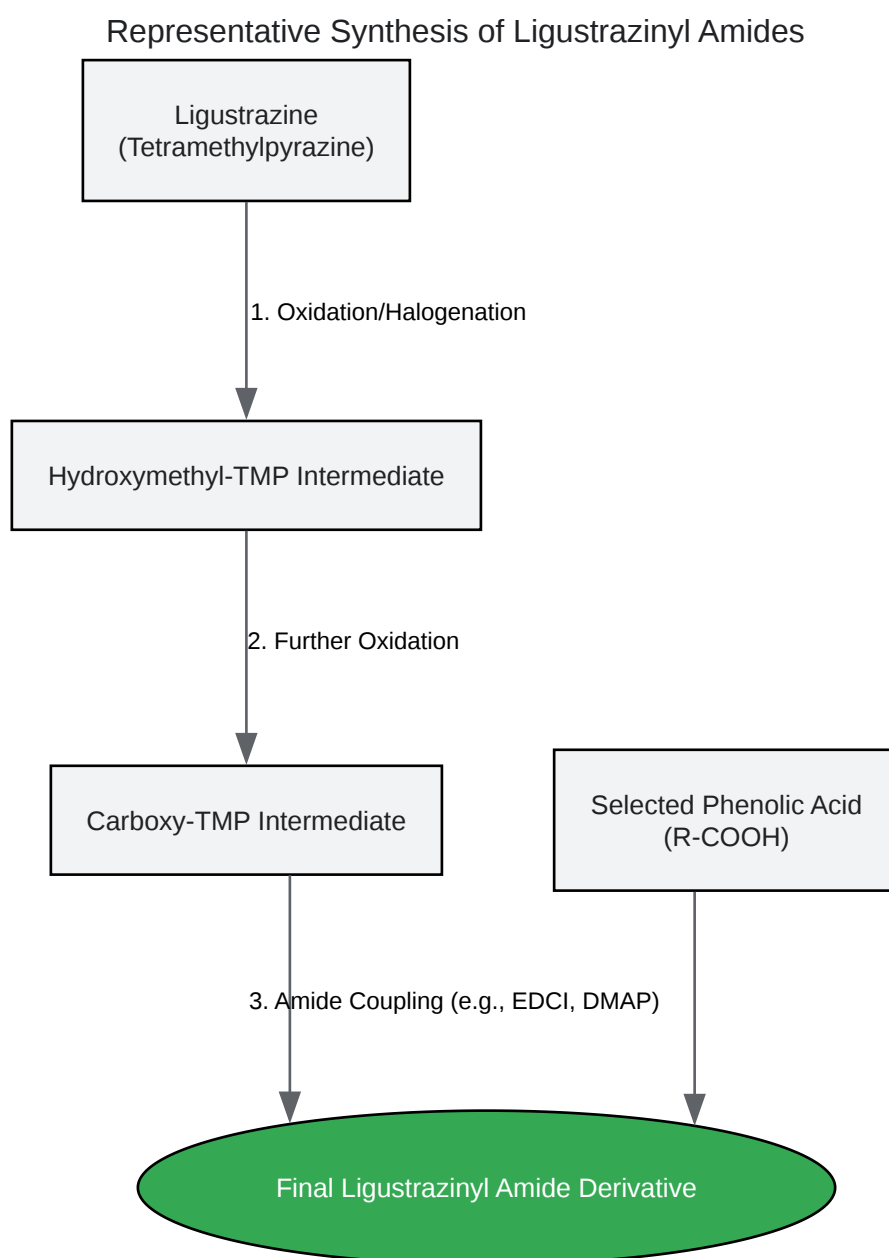 Representative Synthesis of Ligustrazinyl Amides
Ligustrazine
(Tetramethylpyrazine)
1. Oxidation/Halogenation
Hydroxymethyl-TMP Intermediate
2. Further Oxidation
Carboxy-TMP Intermediate
Selected Phenolic Acid
(R-COOH)
3. Amide Coupling (e.g., EDCI, DMAP)
Final Ligustrazinyl Amide Derivative